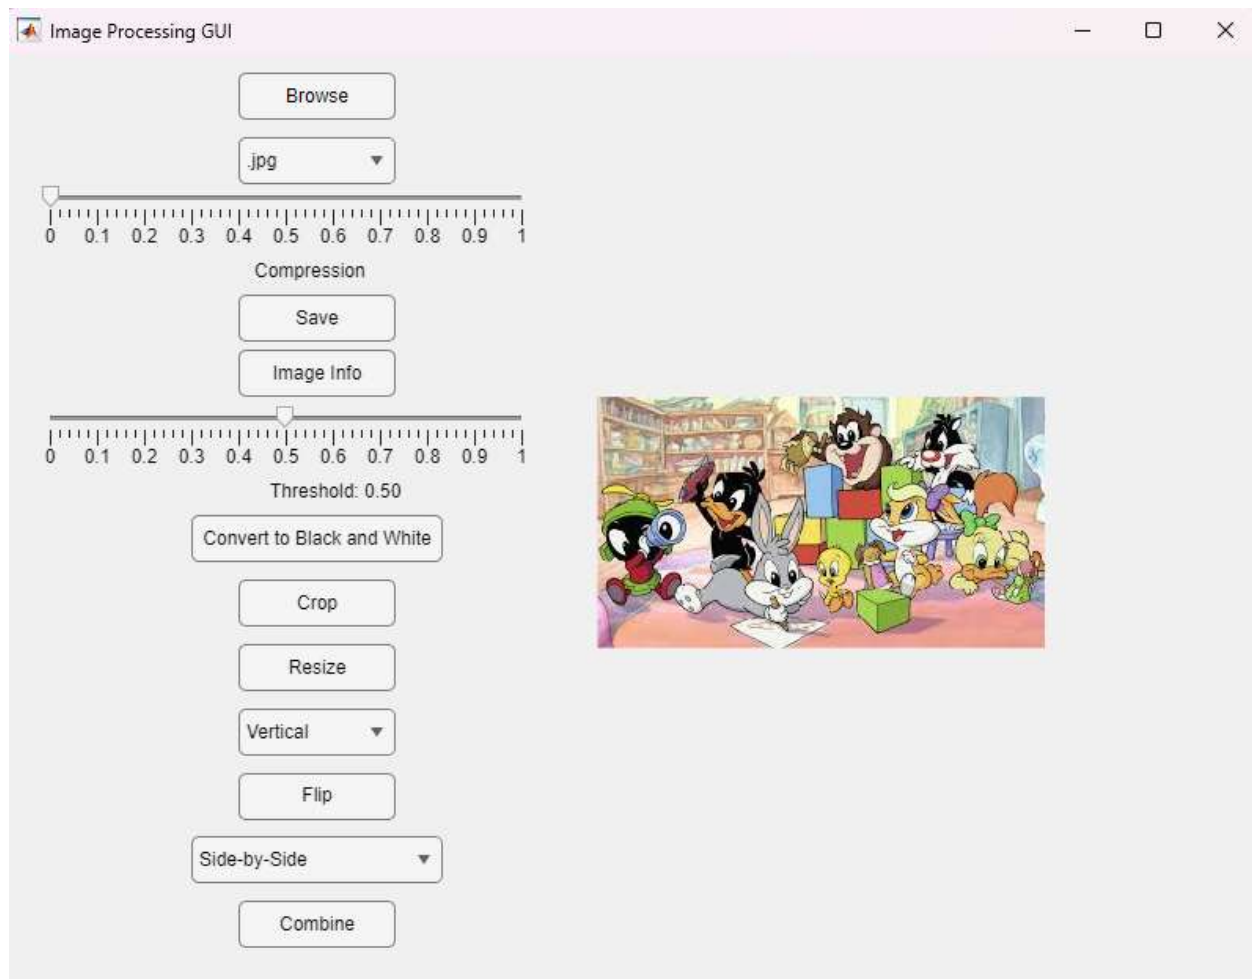 Image Processing GUI
Browse
.jpg
0 0.1 0.2 0.3 0.4 0.5 0.6 0.7 0.8 0.9 1
Compression
Save
Image Info
0 0.1 0.2 0.3 0.4 0.5 0.6 0.7 0.8 0.9 1
Threshold: 0.50
Convert to Black and White
Crop
Resize
Vertical
Flip
Side-by-Side
Combine